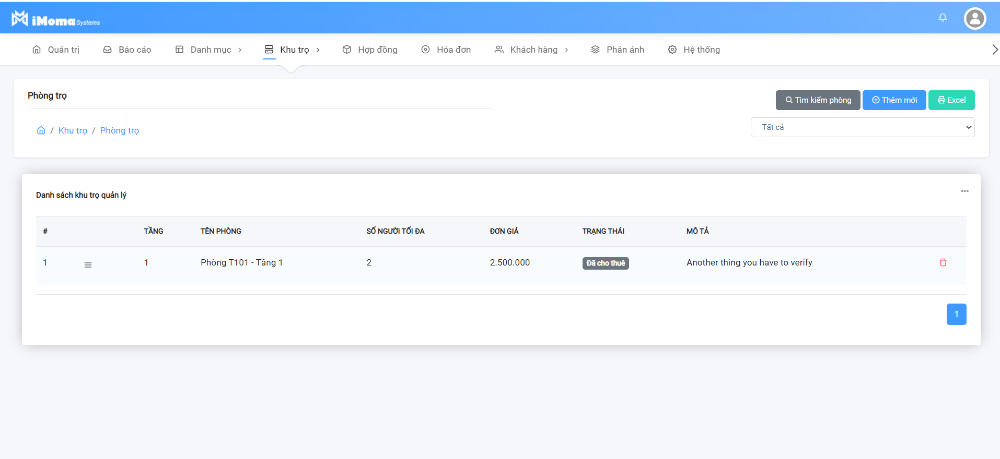 iMoma Systems
Quản trị Báo cáo Danh mục Khu trọ Hợp đồng Hóa đơn Khách hàng Phản ánh Hệ thống
Phòng trọ
Tìm kiếm phòng Thêm mới Excel
/ Khu trọ / Phòng trọ
Tất cả
Danh sách khu trọ quản lý
# TẦNG TÊN PHÒNG SỐ NGƯỜI TỐI ĐA ĐƠN GIÁ TRẠNG THÁI MÔ TẢ
1 1 Phòng T101 - Tầng 1 2 2.500.000 Đã cho thuê Another thing you have to verify
1